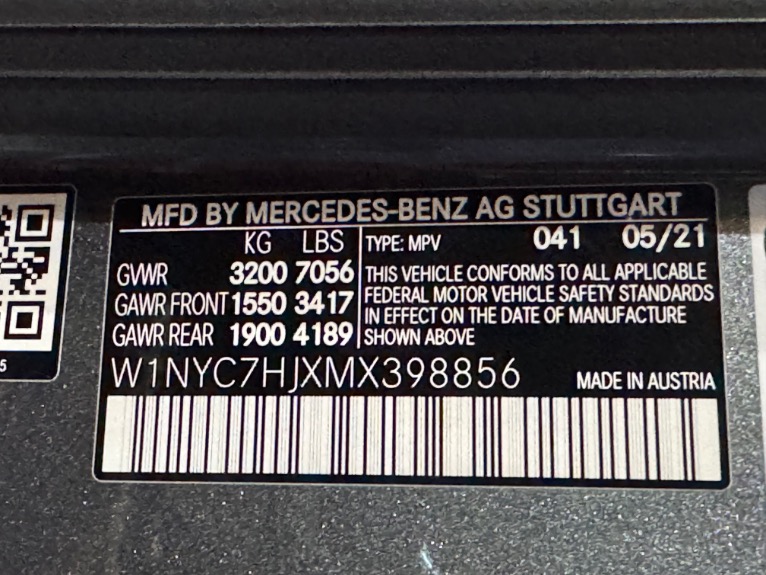 MFD BY MERCEDES-BENZ AG STUTTGART
KG LBS
GVWR 3200 7056
GAWR FRONT 1550 3417
GAWR REAR 1900 4189
TYPE: MPV 041 05/21
THIS VEHICLE CONFORMS TO ALL APPLICABLE
FEDERAL MOTOR VEHICLE SAFETY STANDARDS
IN EFFECT ON THE DATE OF MANUFACTURE
SHOWN ABOVE
W1NYC7HJXMX398856 MADE IN AUSTRIA
5